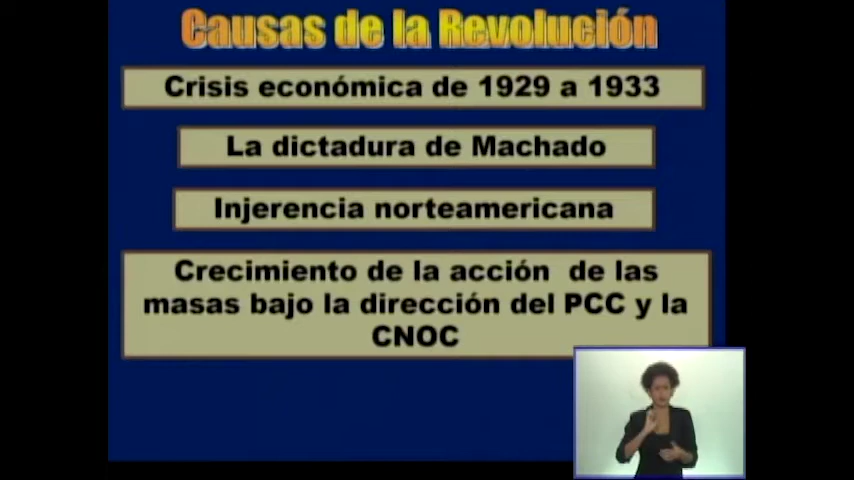 Causas de la Revolución
Crisis económica de 1929 a 1933
La dictadura de Machado
Injerencia norteamericana
Crecimiento de la acción de las
masas bajo la dirección del PCC y la
CNOC